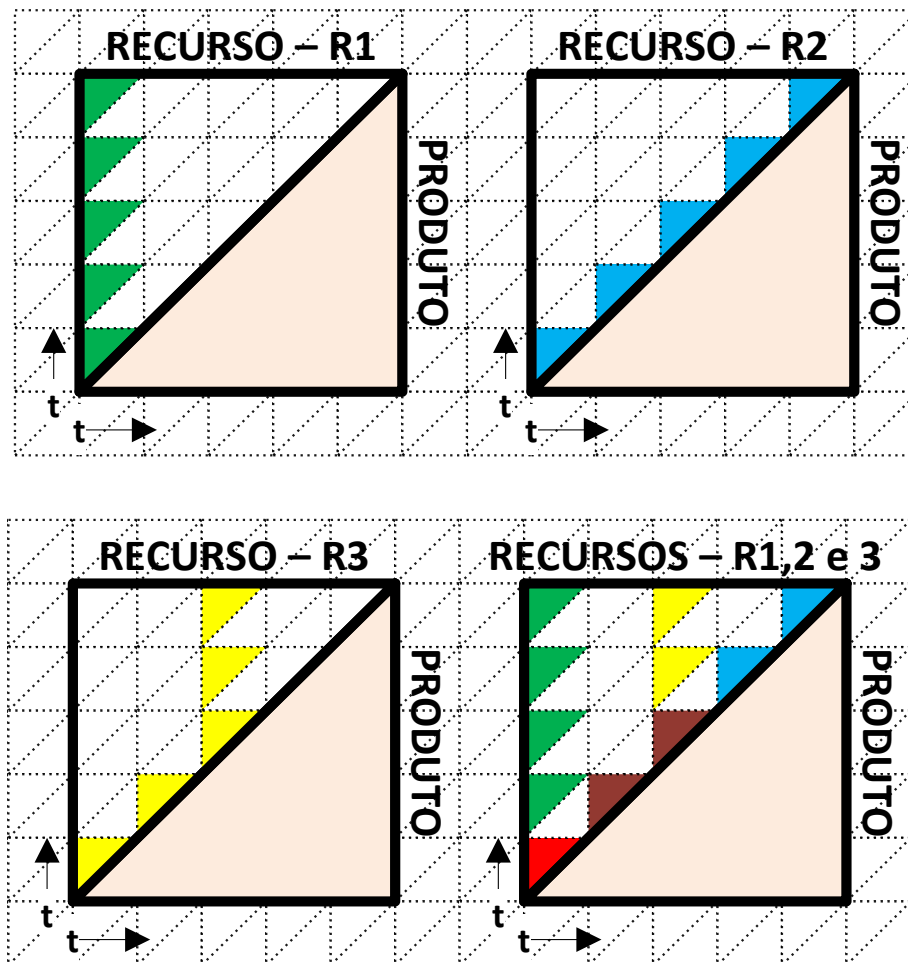 RECURSO – R1
PRODUTO
t
t
RECURSO – R2
PRODUTO
t
t
RECURSO – R3
PRODUTO
t
t
RECURSOS – R1,2 e 3
PRODUTO
t
t